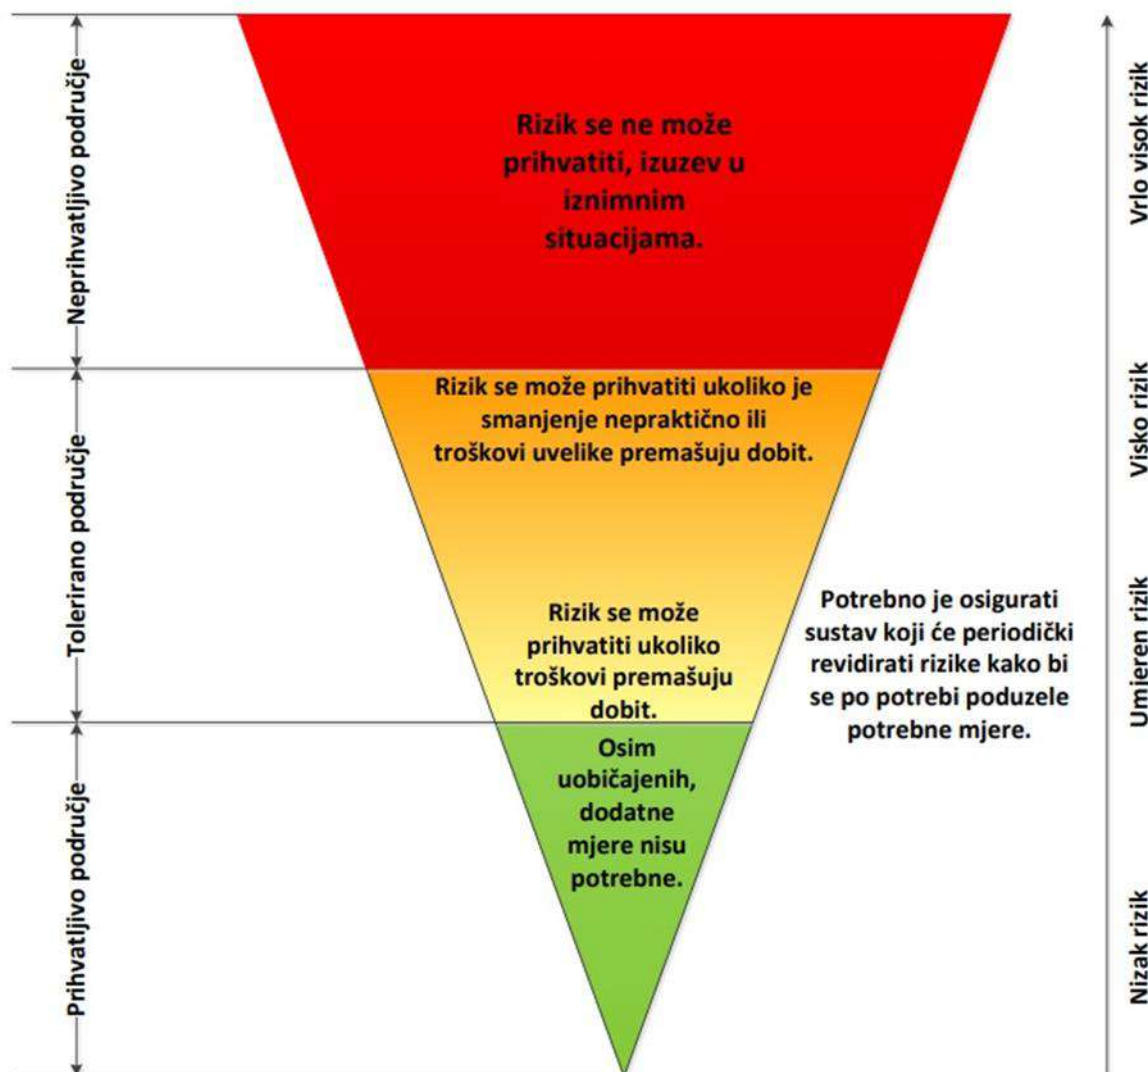 Neprihvatljivo područje
Rizik se ne može
prihvatiti, izuzev u
iznimnim
situacijama.
Vrlo visok rizik
Tolerirano područje
Rizik se može prihvatiti ukoliko je
smanjenje nepraktično ili
troškovi uvelike premašuju dobit.
Visko rizik
Rizik se može
prihvatiti ukoliko
troškovi premašuju
dobit.
Potrebno je osigurati
sustav koji će periodički
revidirati rizike kako bi
se po potrebi poduzele
potrebne mjere.
Umjeren rizik
Prihvatljivo područje
Osim
uobičajenih,
dodatne
mjere nisu
potrebne.
Nizak rizik